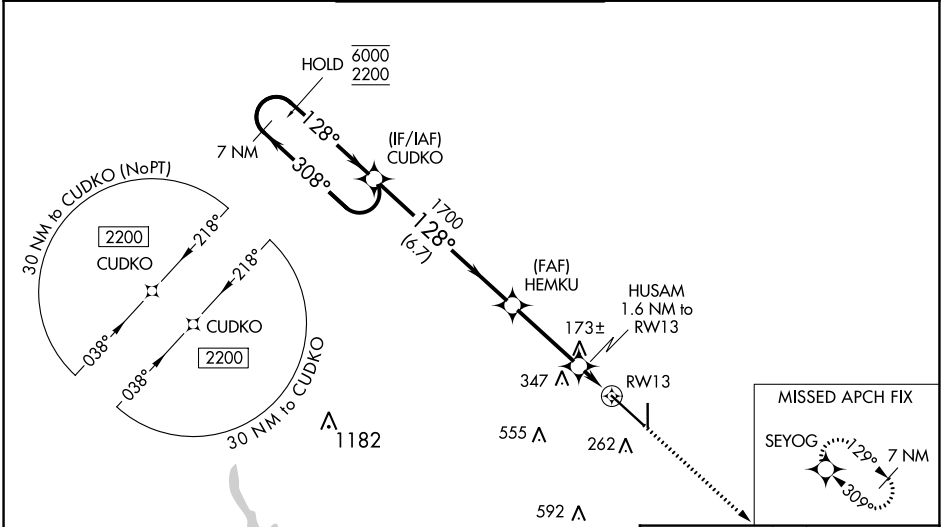 HOLD 6000
2200
7 NM
128°
308°
(IF/IAF)
CUDKO
30 NM to CUDKO (NoPT)
2200
CUDKO
218°
038°
218°
CUDKO
2200
038°
30 NM to CUDKO
1700
128°
(6.7)
(FAF)
HEMKU
HUSAM
1.6 NM to
RW13
173±
347
RW13
1182
555
262
592
MISSED APCH FIX
SEYOG
129°
7 NM
309°